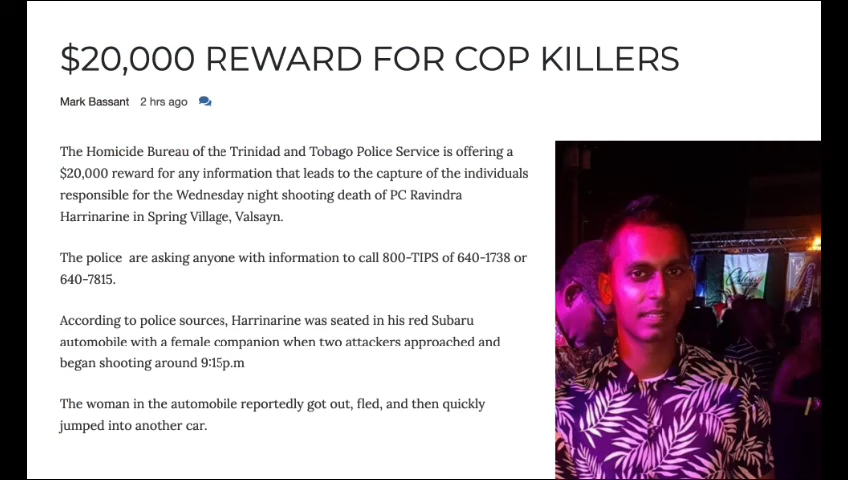 $20,000 REWARD FOR COP KILLERS
Mark Bassant 2 hrs ago
The Homicide Bureau of the Trinidad and Tobago Police Service is offering a
$20,000 reward for any information that leads to the capture of the individuals
responsible for the Wednesday night shooting death of PC Ravindra
Harrinarine in Spring Village, Valsayn.
The police are asking anyone with information to call 800-TIPS of 640-1738 or
640-7815.
According to police sources, Harrinarine was seated in his red Subaru
automobile with a female companion when two attackers approached and
began shooting around 9:15p.m
The woman in the automobile reportedly got out, fled, and then quickly
jumped into another car.